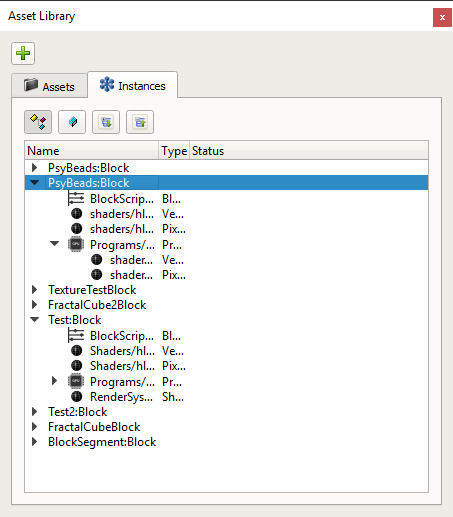 Asset Library
Assets Instances
Name Type Status
PsyBeads:Block
PsyBeads:Block
BlockScrip... Bl...
shaders/hl... Ve...
shaders/hl... Pix...
Programs/... Pr...
shader... Ve...
shader... Pix...
TextureTestBlock
FractalCube2Block
Test:Block
BlockScrip... Bl...
Shaders/hl... Ve...
Shaders/hl... Pix...
Programs/... Pr...
RenderSys... Sh...
Test2:Block
FractalCubeBlock
BlockSegment:Block